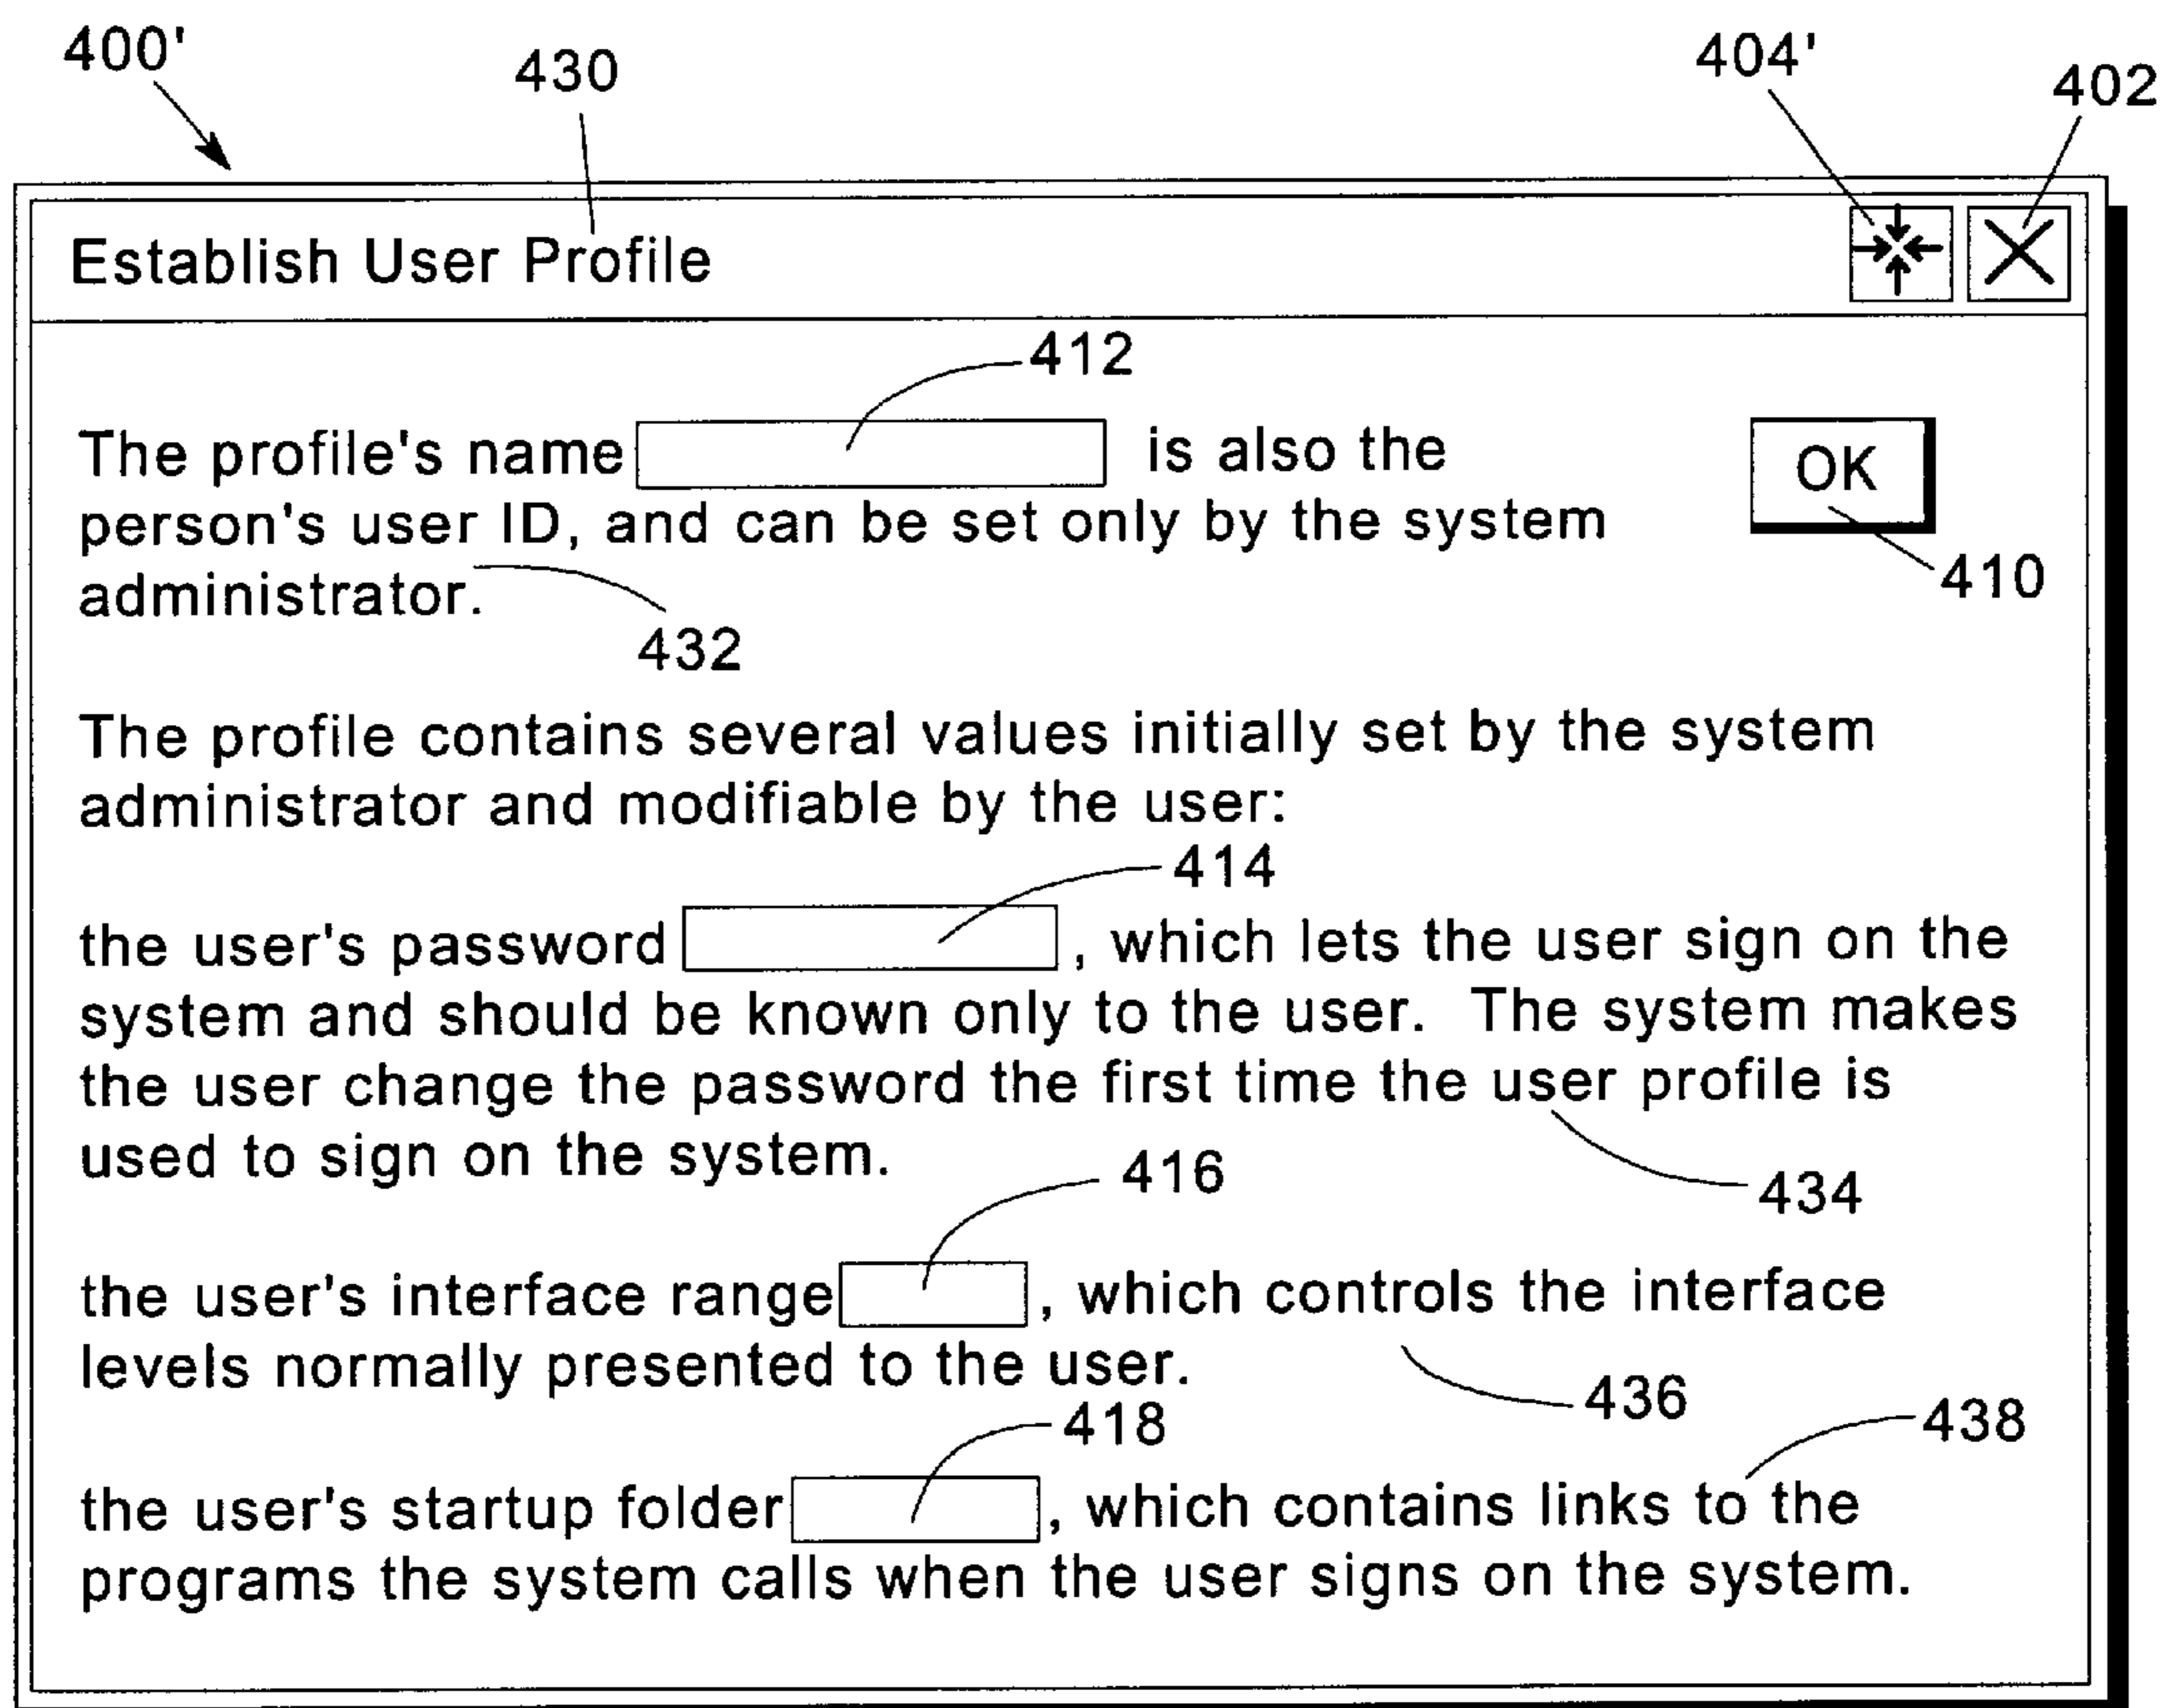 400'
430
404'
402
Establish User Profile
412
The profile's name is also the
person's user ID, and can be set only by the system
administrator.
OK
410
432
The profile contains several values initially set by the system
administrator and modifiable by the user:
414
the user's password , which lets the user sign on the
system and should be known only to the user. The system makes
the user change the password the first time the user profile is
used to sign on the system.
416
434
the user's interface range , which controls the interface
levels normally presented to the user.
436
418
438
the user's startup folder , which contains links to the
programs the system calls when the user signs on the system.